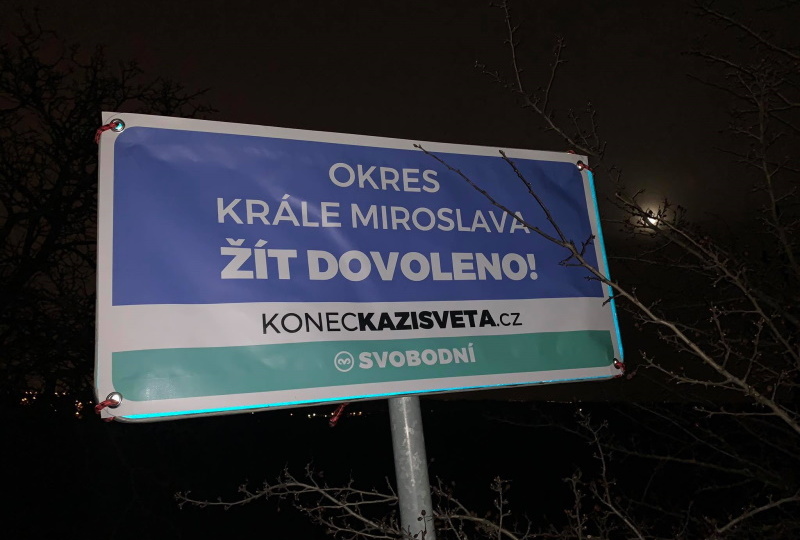 OKRES
KRÁLE MIROSLAVA
ŽÍT DOVOLENO!
KONECKAZISVETA.CZ
SVOBODNÍ